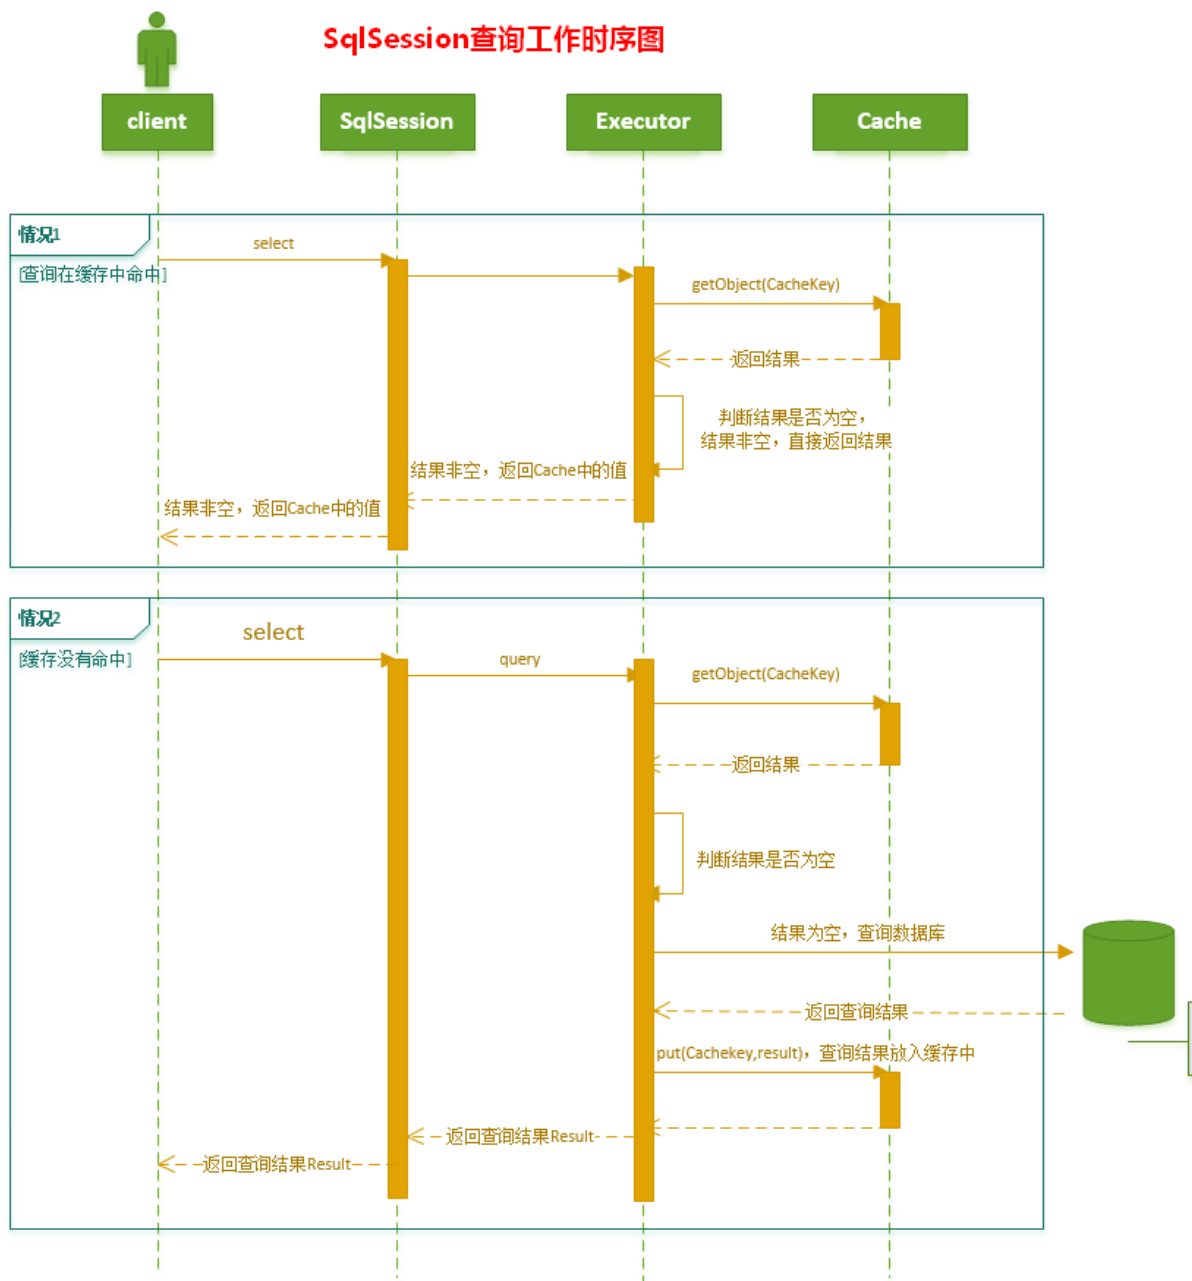 SqlSession查询工作时序图
client
SqlSession
Executor
Cache
情况1
[查询在缓存中命中]
select
getObject(CacheKey)
返回结果
判断结果是否为空,
结果非空，直接返回结果
结果非空，返回Cache中的值
结果非空，返回Cache中的值
情况2
[缓存没有命中]
select
query
getObject(CacheKey)
返回结果
判断结果是否为空
结果为空，查询数据库
返回查询结果
put(Cachekey,result)，查询结果放入缓存中
返回查询结果Result
返回查询结果Result